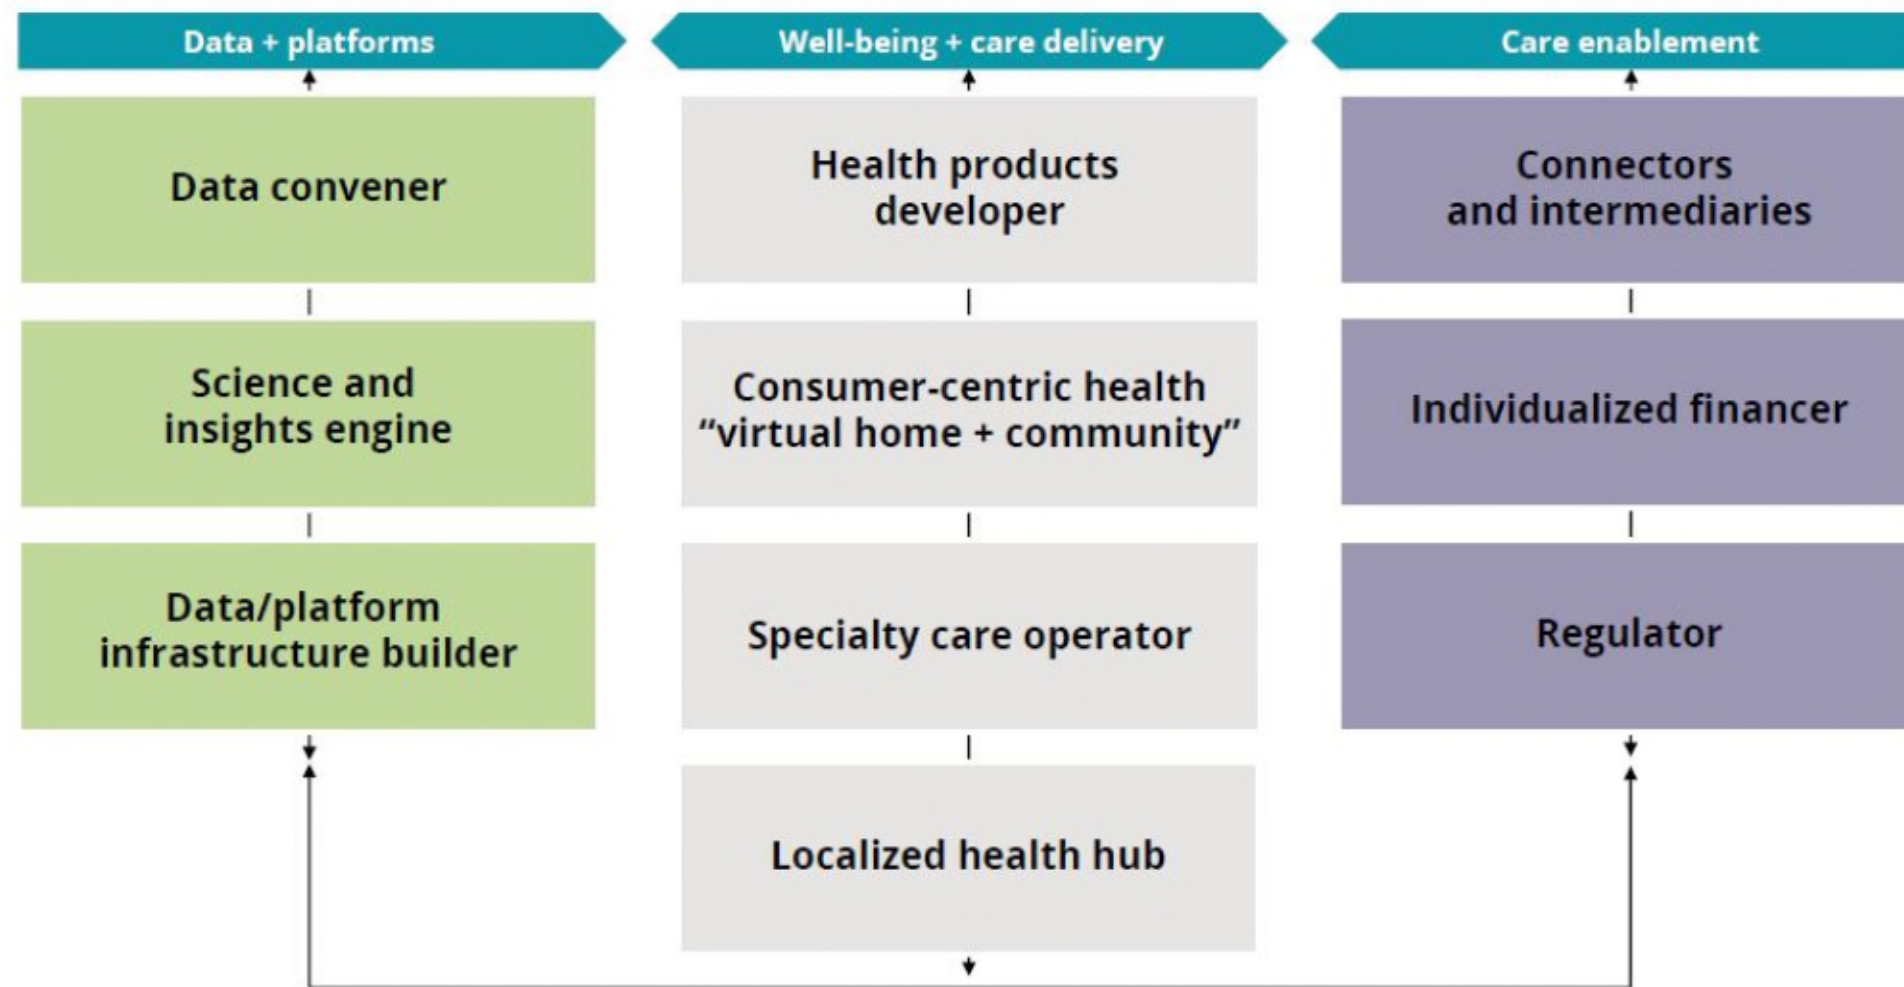 Data + platforms
Well-being + care delivery
Care enablement
Data convener
Science and
insights engine
Data/platform
infrastructure builder
Health products
developer
Consumer-centric health
“virtual home + community”
Specialty care operator
Localized health hub
Connectors
and intermediaries
Individualized financer
Regulator